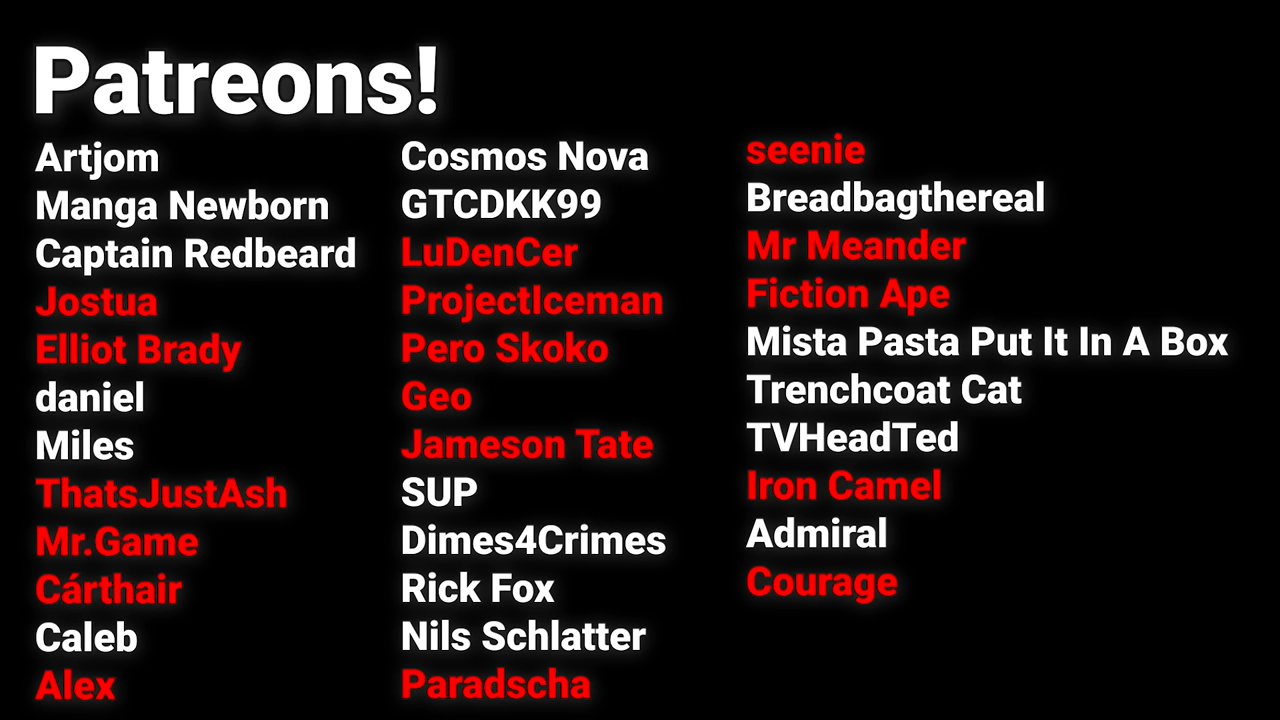 Patreons!
Artjom
Manga Newborn
Captain Redbeard
Jostua
Elliot Brady
daniel
Miles
ThatsJustAsh
Mr.Game
Cárthair
Caleb
Alex
Cosmos Nova
GTCDKK99
LuDenCer
ProjectIceman
Pero Skoko
Geo
Jameson Tate
SUP
Dimes4Crimes
Rick Fox
Nils Schlatter
Paradscha
seenie
Breadbagthereal
Mr Meander
Fiction Ape
Mista Pasta Put It In A Box
Trenchcoat Cat
TVHeadTed
Iron Camel
Admiral
Courage